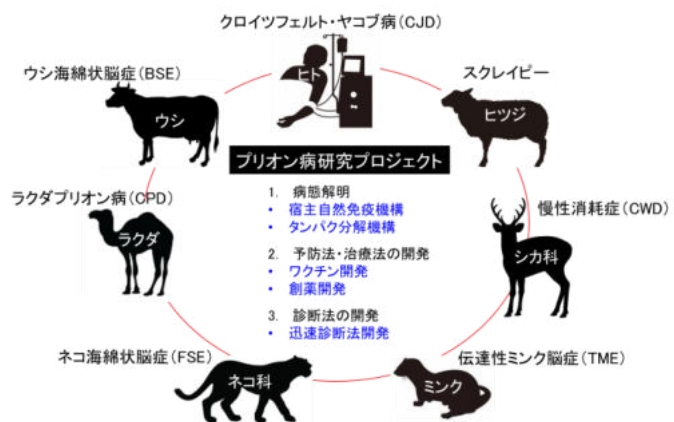 クロイツフェルト・ヤコブ病(CJD)
ヒト
ウシ海綿状脳症(BSE)
ウシ
スクレイピー
ヒツジ
プリオン病研究プロジェクト
1. 病態解明
• 宿主自然免疫機構
• タンパク分解機構
2. 予防法・治療法の開発
• ワクチン開発
• 創薬開発
3. 診断法の開発
• 迅速診断法開発
ラクダプリオン病(CPD)
ラクダ
慢性消耗症(CWD)
シカ科
ネコ海綿状脳症(FSE)
ネコ科
伝達性ミンク脳症(TME)
ミンク